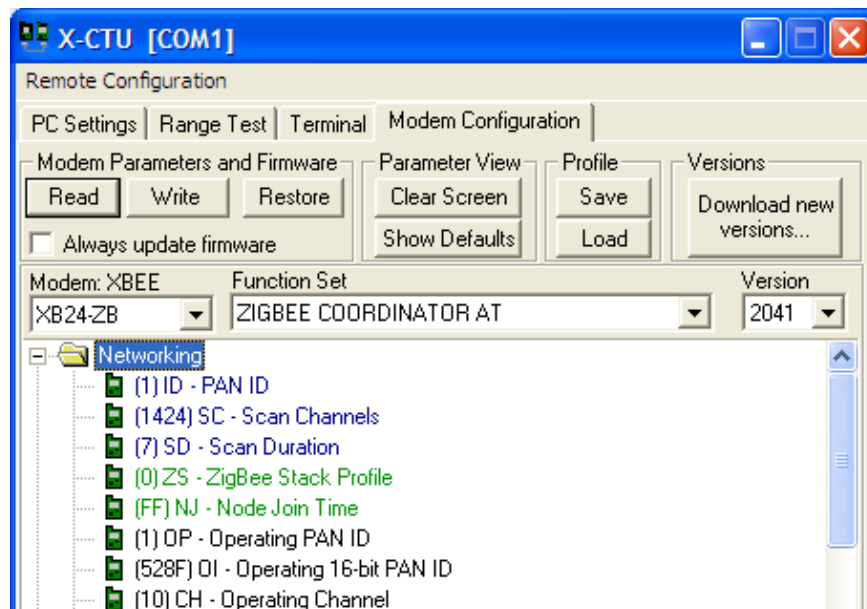 X-CTU [COM1]
Remote Configuration
PC Settings Range Test Terminal Modem Configuration
Modem Parameters and Firmware Parameter View Profile Versions
Read Write Restore Clear Screen Save Download new versions...
Always update firmware Show Defaults Load
Modem: XBEE Function Set Version
XB24-ZB ZIGBEE COORDINATOR AT 2041
Networking
(1) ID - PAN ID
(1424) SC - Scan Channels
(7) SD - Scan Duration
(0) ZS - ZigBee Stack Profile
(FF) NJ - Node Join Time
(1) OP - Operating PAN ID
(528F) OI - Operating 16-bit PAN ID
(10) CH - Operating Channel